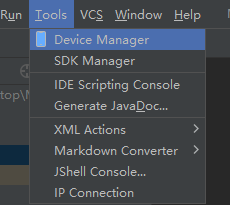 Run Tools VCS Window Help
Device Manager
SDK Manager
top\M
IDE Scripting Console
Generate JavaDoc...
XML Actions
Markdown Converter
JShell Console...
IP Connection